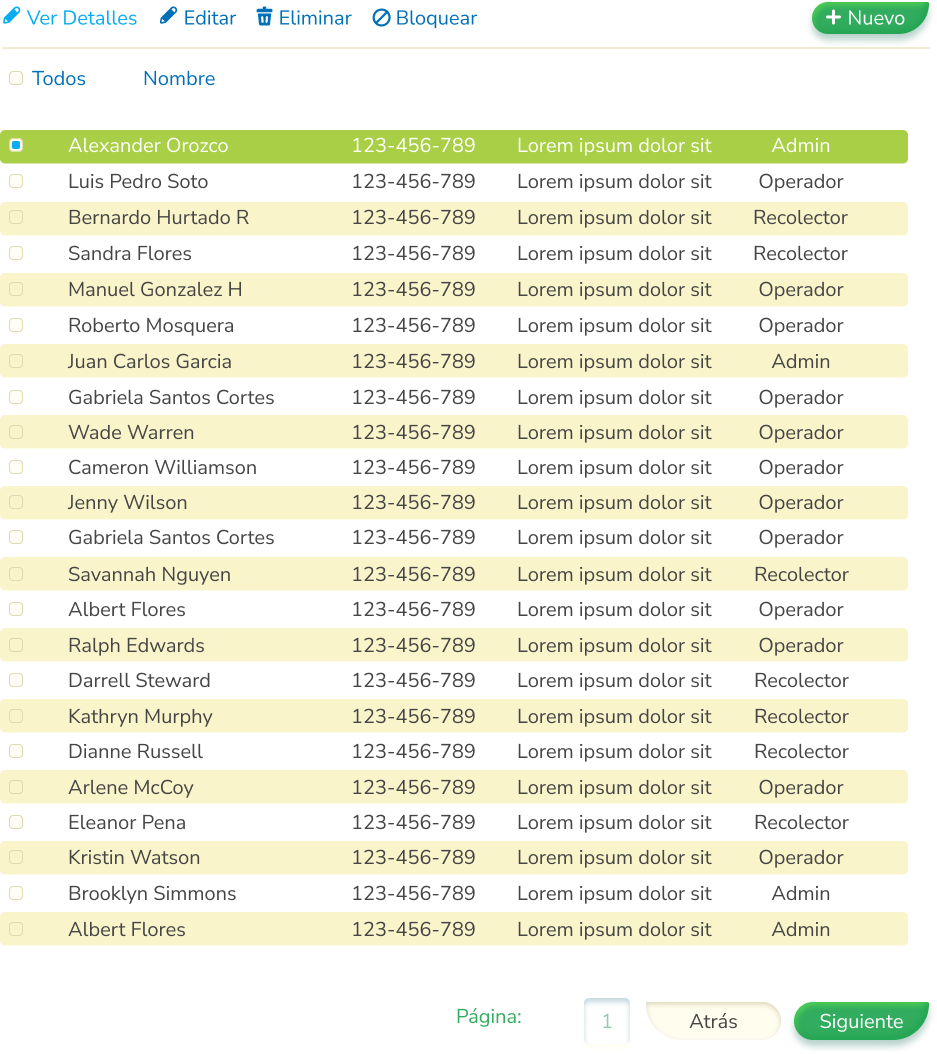 Ver Detalles Editar Eliminar Bloquear + Nuevo
Todos Nombre
Alexander Orozco 123-456-789 Lorem ipsum dolor sit Admin
Luis Pedro Soto 123-456-789 Lorem ipsum dolor sit Operador
Bernardo Hurtado R 123-456-789 Lorem ipsum dolor sit Recolector
Sandra Flores 123-456-789 Lorem ipsum dolor sit Recolector
Manuel Gonzalez H 123-456-789 Lorem ipsum dolor sit Operador
Roberto Mosquera 123-456-789 Lorem ipsum dolor sit Operador
Juan Carlos Garcia 123-456-789 Lorem ipsum dolor sit Admin
Gabriela Santos Cortes 123-456-789 Lorem ipsum dolor sit Operador
Wade Warren 123-456-789 Lorem ipsum dolor sit Operador
Cameron Williamson 123-456-789 Lorem ipsum dolor sit Operador
Jenny Wilson 123-456-789 Lorem ipsum dolor sit Operador
Gabriela Santos Cortes 123-456-789 Lorem ipsum dolor sit Operador
Savannah Nguyen 123-456-789 Lorem ipsum dolor sit Recolector
Albert Flores 123-456-789 Lorem ipsum dolor sit Operador
Ralph Edwards 123-456-789 Lorem ipsum dolor sit Operador
Darrell Steward 123-456-789 Lorem ipsum dolor sit Recolector
Kathryn Murphy 123-456-789 Lorem ipsum dolor sit Recolector
Dianne Russell 123-456-789 Lorem ipsum dolor sit Recolector
Arlene McCoy 123-456-789 Lorem ipsum dolor sit Operador
Eleanor Pena 123-456-789 Lorem ipsum dolor sit Recolector
Kristin Watson 123-456-789 Lorem ipsum dolor sit Operador
Brooklyn Simmons 123-456-789 Lorem ipsum dolor sit Admin
Albert Flores 123-456-789 Lorem ipsum dolor sit Admin
Página: 1 Atrás Siguiente